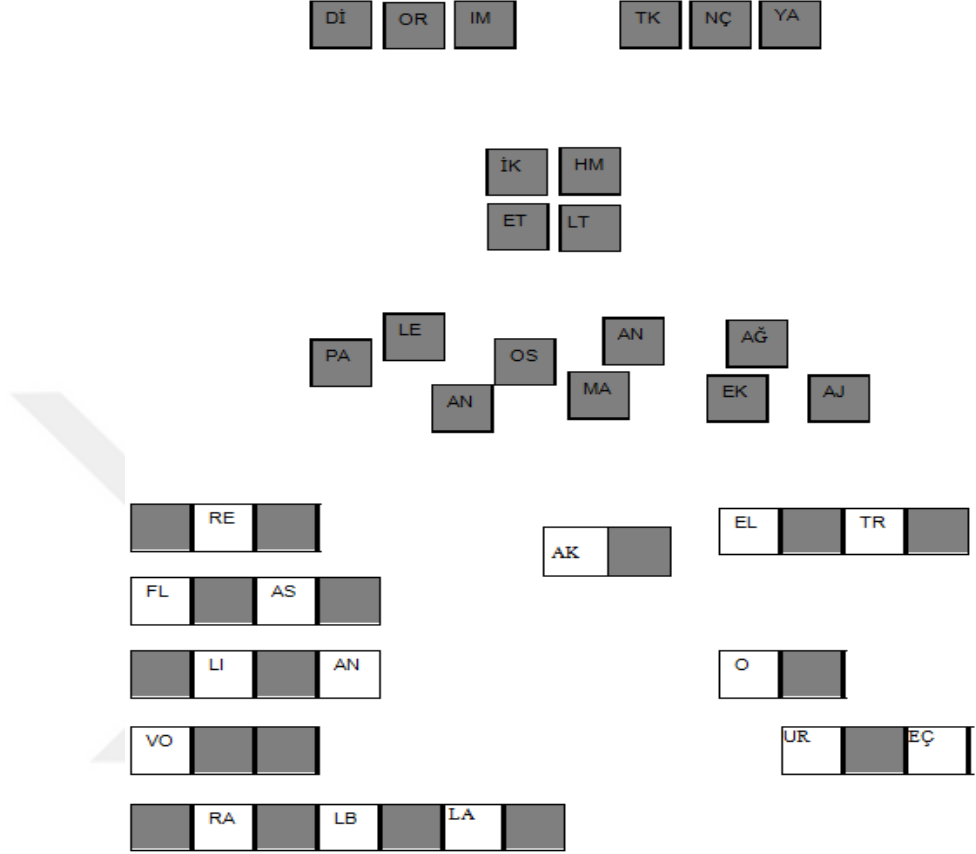 Dİ OR IM TK NÇ YA
İK HM
ET LT
LE AN AĞ
PA OS
AN MA EK AJ
RE
AK EL TR
FL AS
LI AN O
VO UR EÇ
RA LB LA